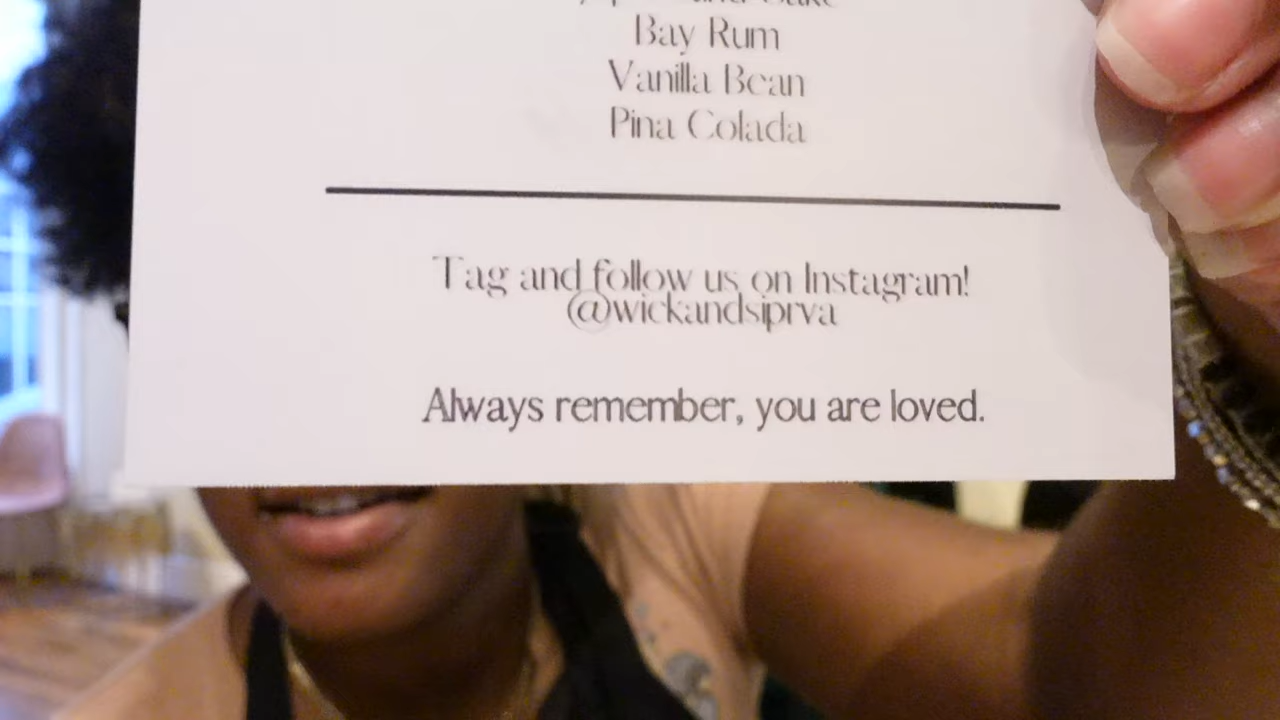 Bay Rum
Vanilla Bean
Pina Colada
Tag and follow us on Instagram!
@wickandsiprva
Always remember, you are loved.